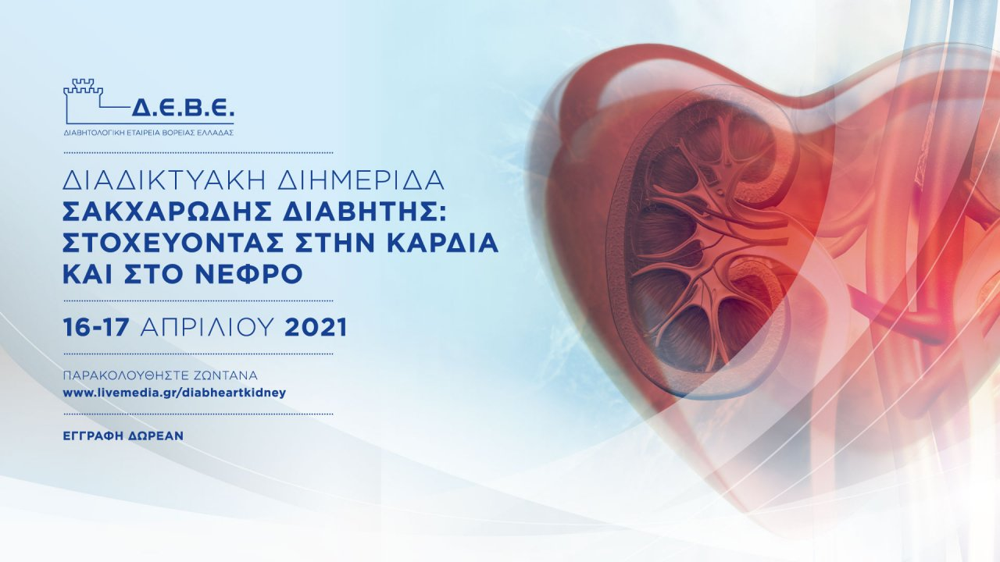 Δ.Ε.Β.Ε.
ΔΙΑΒΗΤΟΛΟΓΙΚΗ ΕΤΑΙΡΕΙΑ ΒΟΡΕΙΑΣ ΕΛΛΑΔΑΣ
ΔΙΑΔΙΚΤΥΑΚΗ ΔΙΗΜΕΡΙΔΑ
ΣΑΚΧΑΡΩΔΗΣ ΔΙΑΒΗΤΗΣ:
ΣΤΟΧΕΥΟΝΤΑΣ ΣΤΗΝ ΚΑΡΔΙΑ
ΚΑΙ ΣΤΟ ΝΕΦΡΟ
16-17 ΑΠΡΙΛΙΟΥ 2021
ΠΑΡΑΚΟΛΟΥΘΗΣΤΕ ΖΩΝΤΑΝΑ
www.livemedia.gr/diabheartkidney
ΕΓΓΡΑΦΗ ΔΩΡΕΑΝ